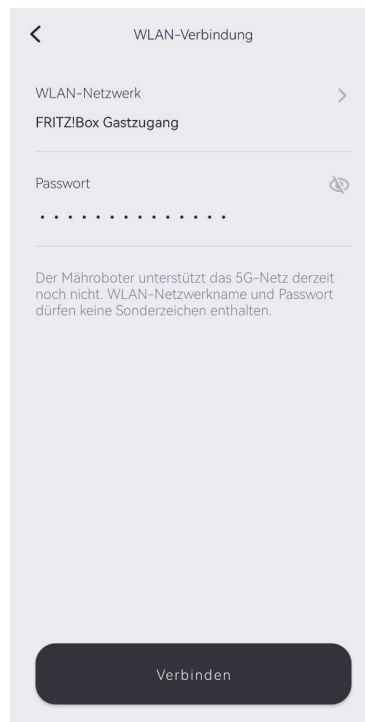 WLAN-Verbindung
WLAN-Netzwerk
FRITZ!Box Gastzugang
Passwort
••••••••••••••
Der Mähroboter unterstützt das 5G-Netz derzeit
noch nicht. WLAN-Netzwerkname und Passwort
dürfen keine Sonderzeichen enthalten.
Verbinden